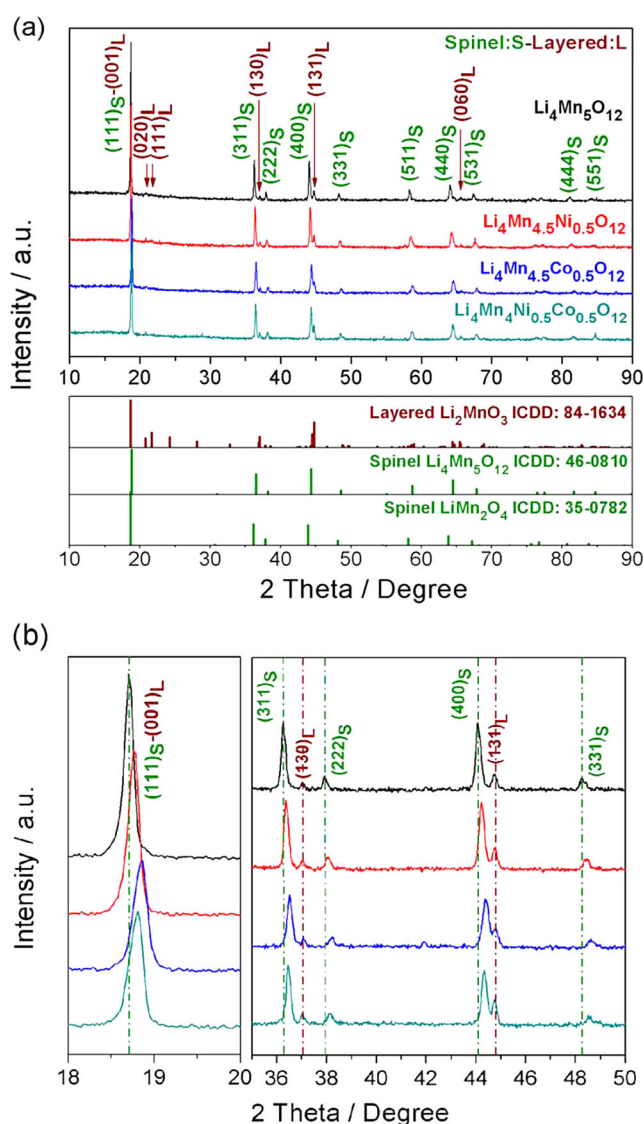 (a)
Spinel:S-Layered:L
(111)S-(001)L
(020)L
(111)L
(311)S
(130)L
(222)S
(400)S
(131)L
(331)S
(511)S
(440)S
(060)L
(531)S
(444)S
(551)S
Li4Mn5O12
Li4Mn4.5Ni0.5O12
Li4Mn4.5Co0.5O12
Li4Mn4Ni0.5Co0.5O12
Intensity / a.u.
10 20 30 40 50 60 70 80 90
Layered Li2MnO3 ICDD: 84-1634
Spinel Li4Mn5O12 ICDD: 46-0810
Spinel LiMn2O4 ICDD: 35-0782
10 20 30 40 50 60 70 80 90
2 Theta / Degree
(b)
(111)S-(001)L
(311)S
(130)L
(222)S
(400)S
(131)L
(331)S
Intensity / a.u.
18 19 20 36 38 40 42 44 46 48 50
2 Theta / Degree